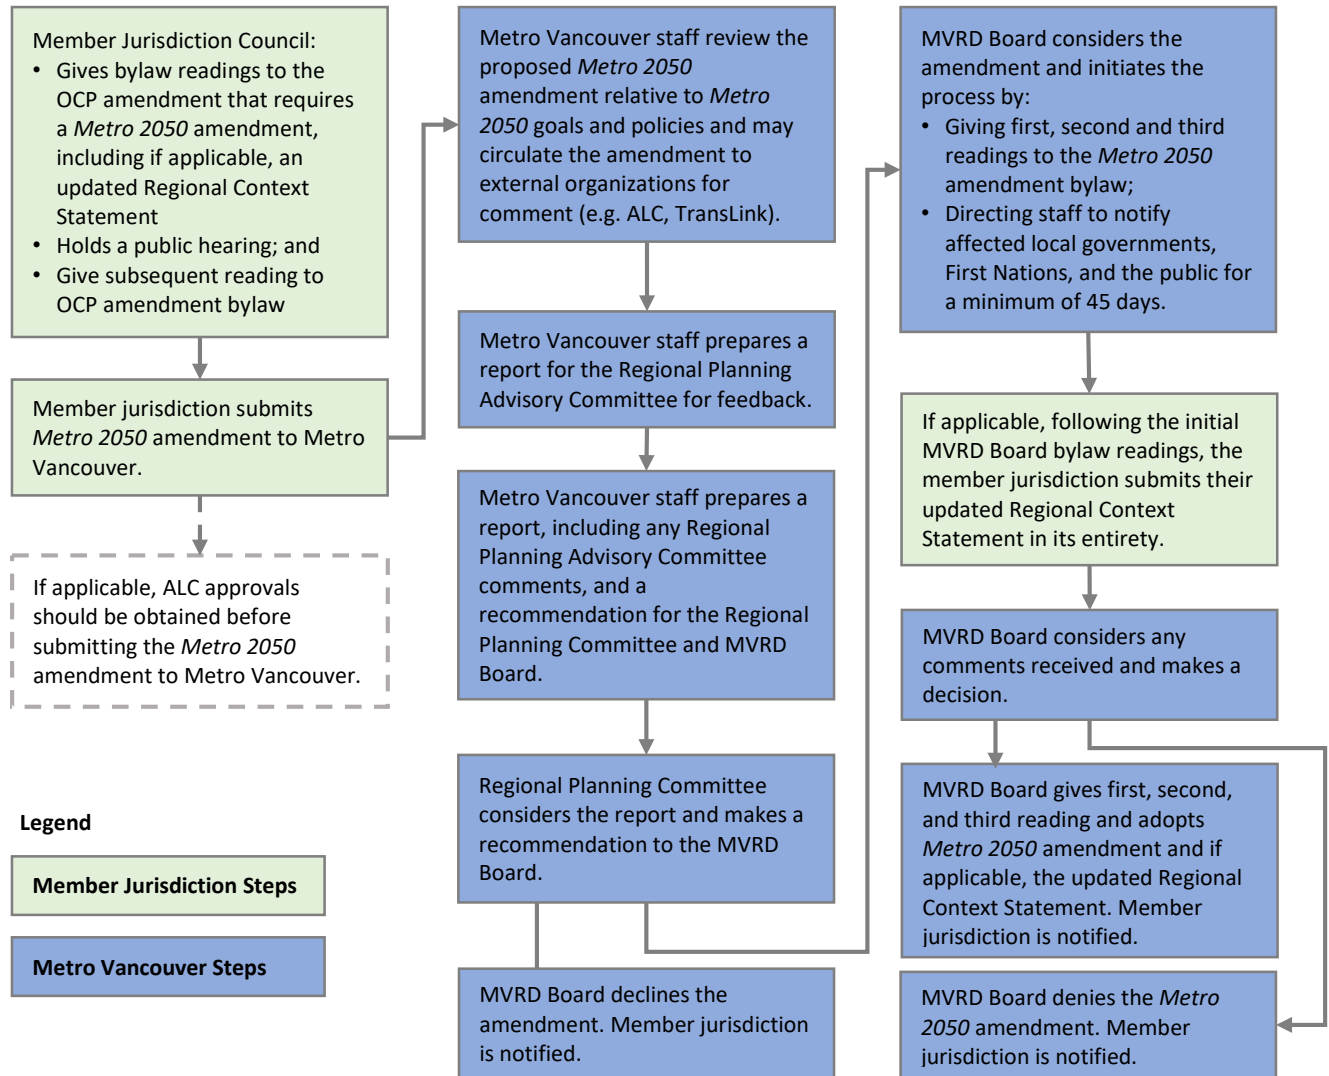 Member Jurisdiction Council:
• Gives bylaw readings to the
OCP amendment that requires
a Metro 2050 amendment,
including if applicable, an
updated Regional Context
Statement
• Holds a public hearing; and
• Give subsequent reading to
OCP amendment bylaw
Member jurisdiction submits
Metro 2050 amendment to Metro
Vancouver.
If applicable, ALC approvals
should be obtained before
submitting the Metro 2050
amendment to Metro Vancouver.
Legend
Member Jurisdiction Steps
Metro Vancouver Steps
Metro Vancouver staff review the
proposed Metro 2050
amendment relative to Metro
2050 goals and policies and may
circulate the amendment to
external organizations for
comment (e.g. ALC, TransLink).
Metro Vancouver staff prepares a
report for the Regional Planning
Advisory Committee for feedback.
Metro Vancouver staff prepares a
report, including any Regional
Planning Advisory Committee
comments, and a
recommendation for the Regional
Planning Committee and MVRD
Board.
Regional Planning Committee
considers the report and makes a
recommendation to the MVRD
Board.
MVRD Board declines the
amendment. Member jurisdiction
is notified.
MVRD Board considers the
amendment and initiates the
process by:
• Giving first, second and third
readings to the Metro 2050
amendment bylaw;
• Directing staff to notify
affected local governments,
First Nations, and the public for
a minimum of 45 days.
If applicable, following the initial
MVRD Board bylaw readings, the
member jurisdiction submits their
updated Regional Context
Statement in its entirety.
MVRD Board considers any
comments received and makes a
decision.
MVRD Board gives first, second,
and third reading and adopts
Metro 2050 amendment and if
applicable, the updated Regional
Context Statement. Member
jurisdiction is notified.
MVRD Board denies the Metro
2050 amendment. Member
jurisdiction is notified.